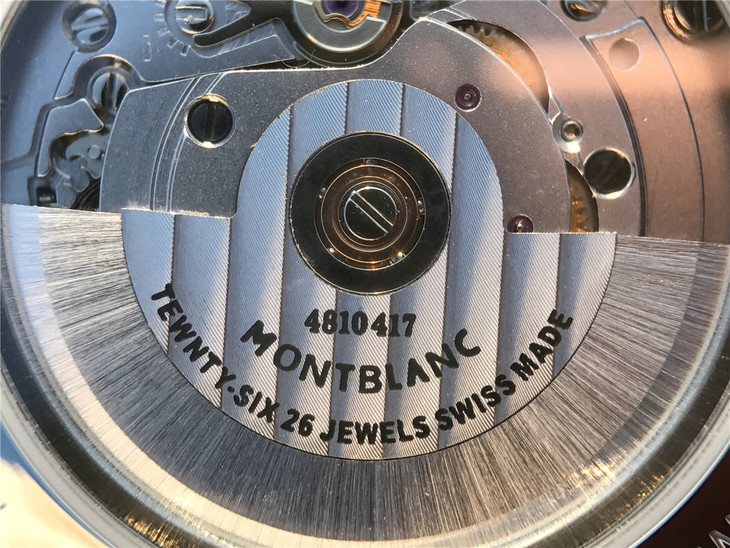 4810417
MONTBLANC
TEWNTY-SIX 26 JEWELS SWISS MADE